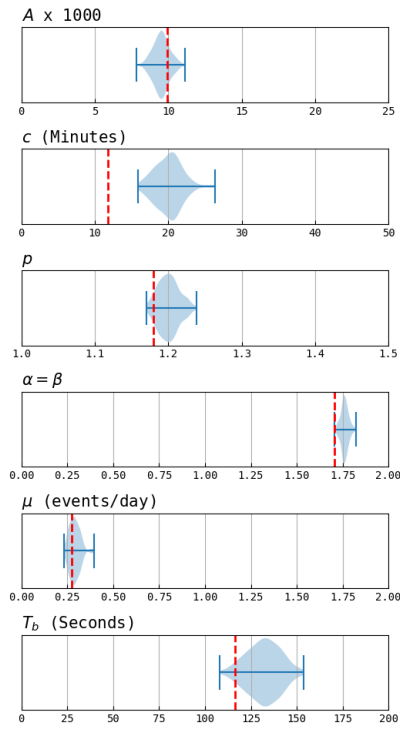 A x 1000
0 5 10 15 20 25
c (Minutes)
0 10 20 30 40 50
p
1.0 1.1 1.2 1.3 1.4 1.5
α = β
0.00 0.25 0.50 0.75 1.00 1.25 1.50 1.75 2.00
μ (events/day)
0.00 0.25 0.50 0.75 1.00 1.25 1.50 1.75 2.00
T_b (Seconds)
0 25 50 75 100 125 150 175 200